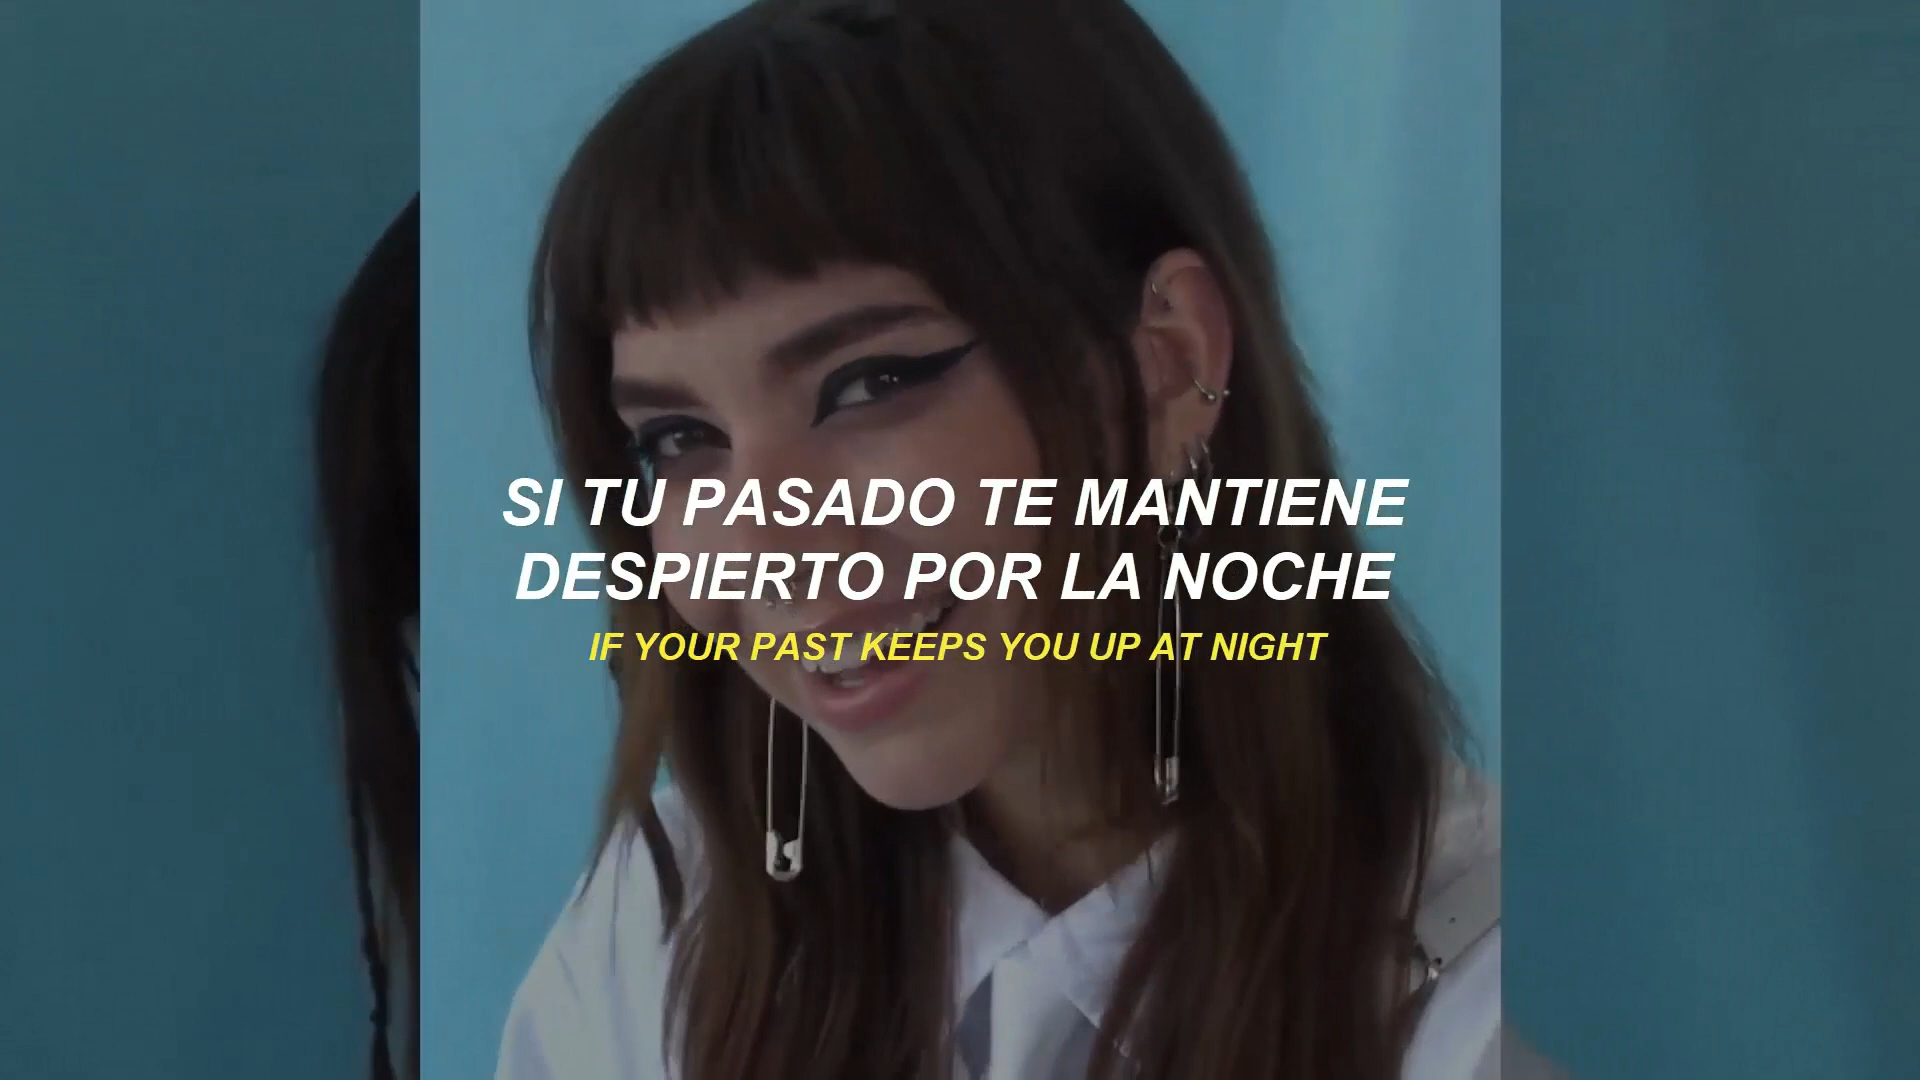 SI TU PASADO TE MANTIENE
DESPIERTO POR LA NOCHE
IF YOUR PAST KEEPS YOU UP AT NIGHT